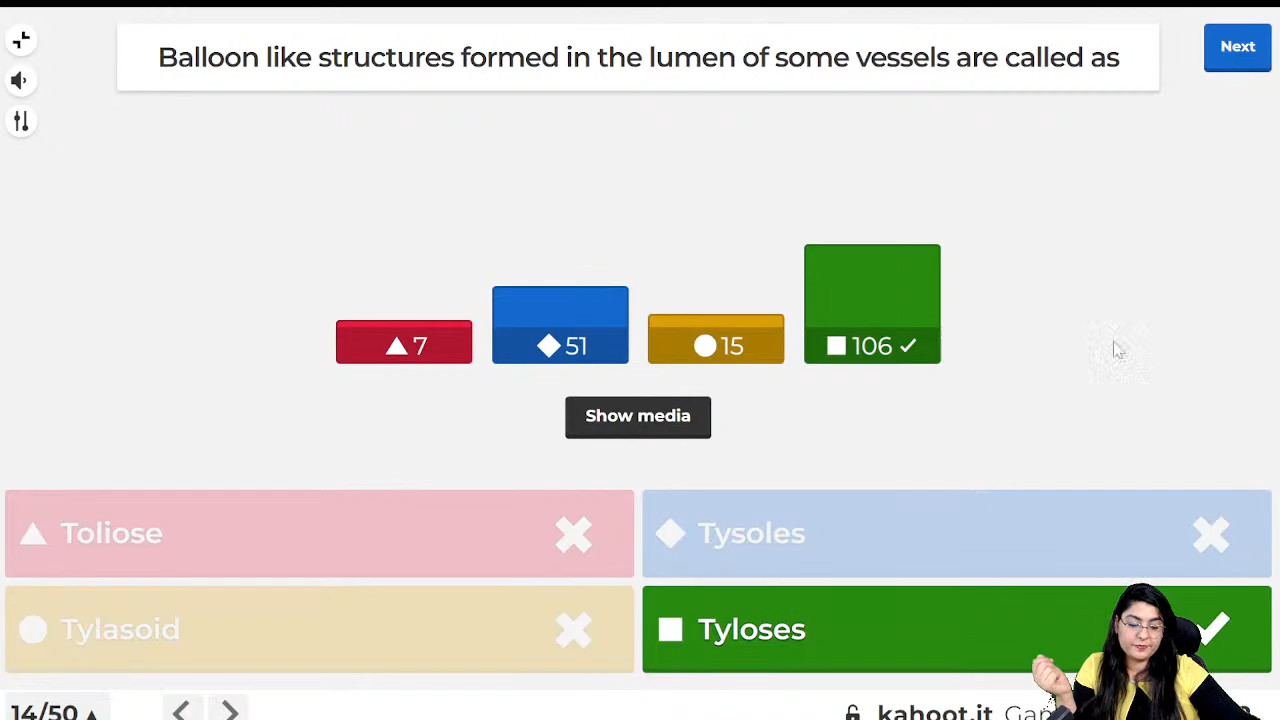 Balloon like structures formed in the lumen of some vessels are called as
Next
7
51
15
106
Show media
Toliose
Tysoles
Tylasoid
Tyloses
14/50
kahoot.it